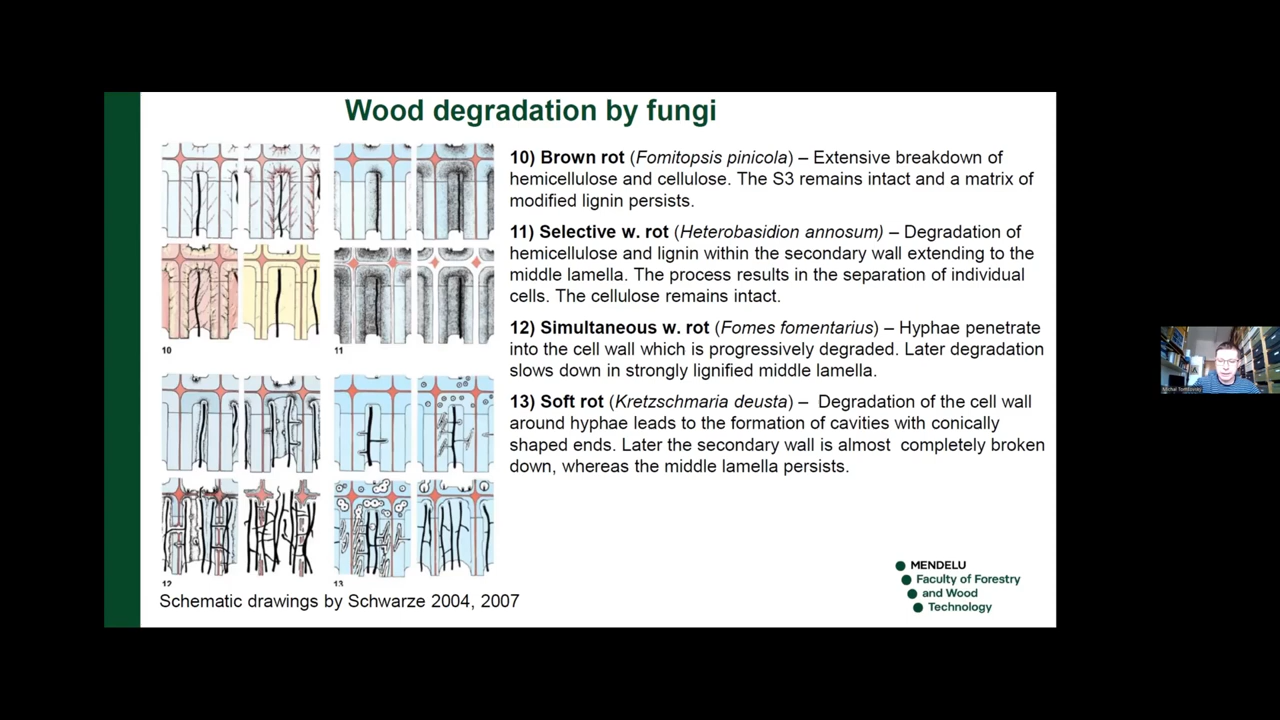 Wood degradation by fungi
10) Brown rot (Fomitopsis pinicola) – Extensive breakdown of
hemicellulose and cellulose. The S3 remains intact and a matrix of
modified lignin persists.
11) Selective w. rot (Heterobasidion annosum) – Degradation of
hemicellulose and lignin within the secondary wall extending to the
middle lamella. The process results in the separation of individual
cells. The cellulose remains intact.
12) Simultaneous w. rot (Fomes fomentarius) – Hyphae penetrate
into the cell wall which is progressively degraded. Later degradation
slows down in strongly lignified middle lamella.
13) Soft rot (Kretzschmaria deusta) – Degradation of the cell wall
around hyphae leads to the formation of cavities with conically
shaped ends. Later the secondary wall is almost completely broken
down, whereas the middle lamella persists.
10
11
12
13
Schematic drawings by Schwarze 2004, 2007
MENDELU
Faculty of Forestry
and Wood
Technology
Michal